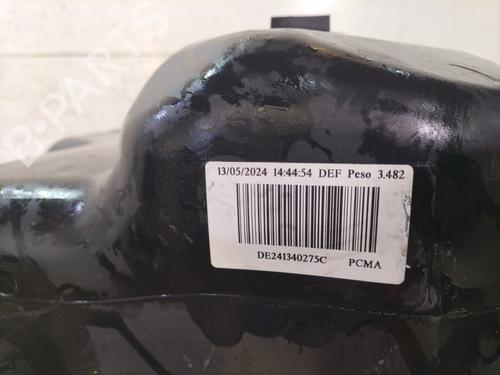 B-PARTS
13/05/2024 14:44:54 DEF Peso 3.482
DE241340275C PCMA